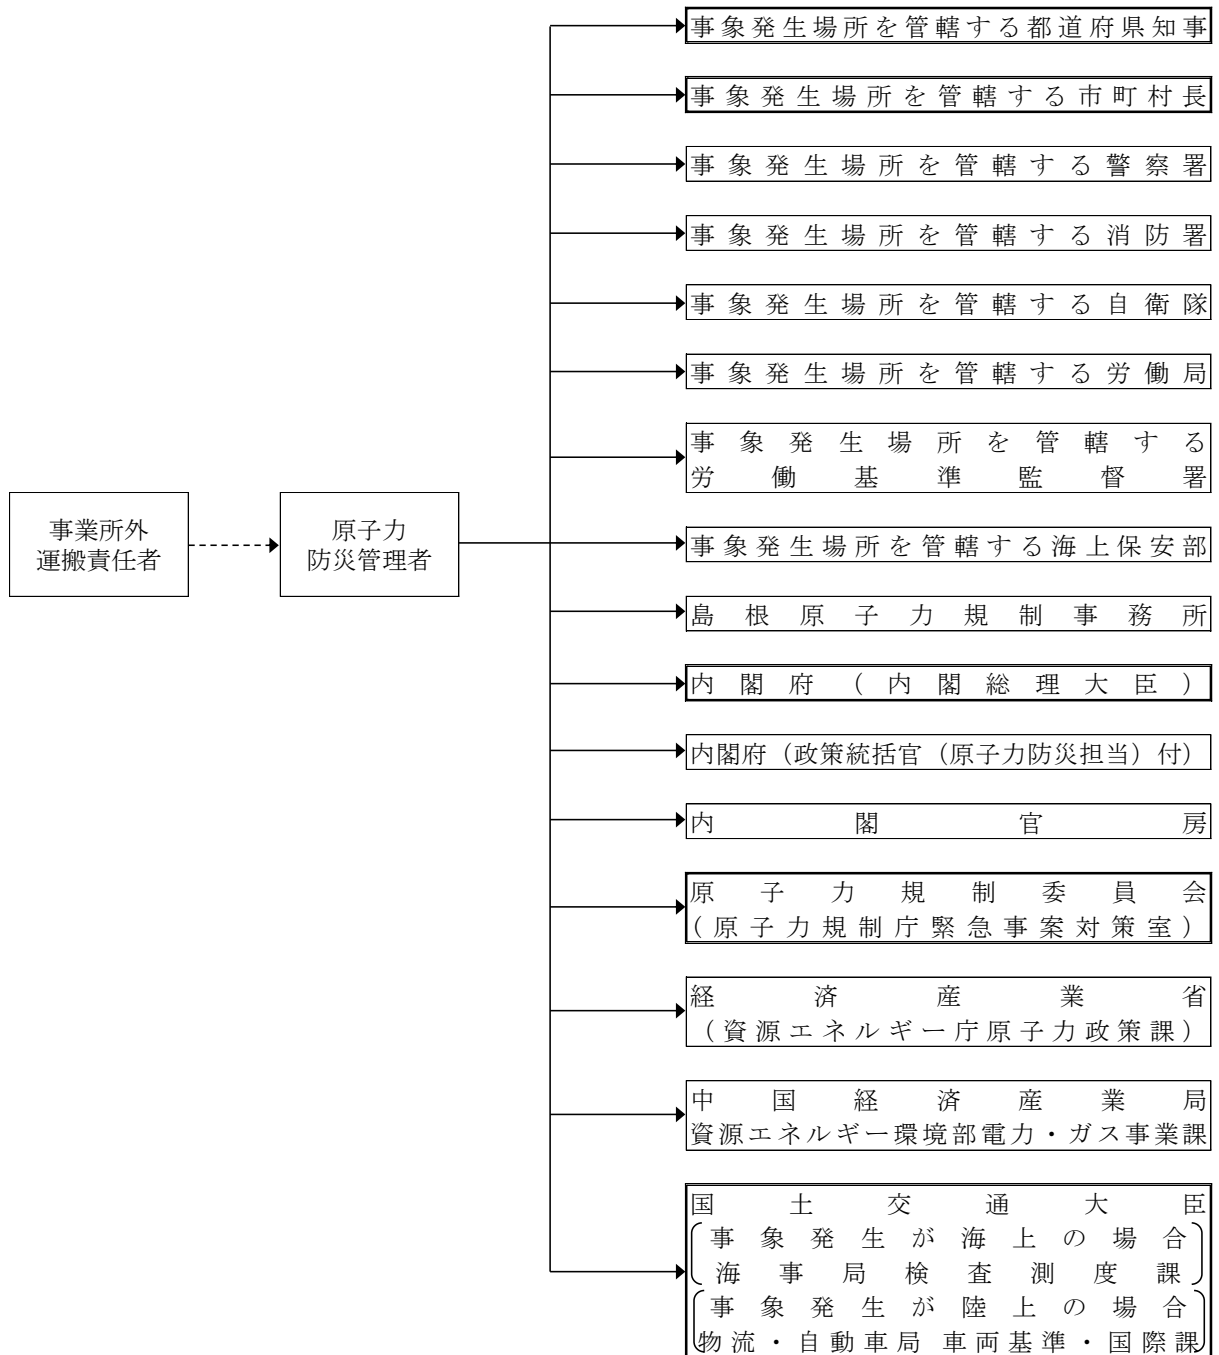 事象発生場所を管轄する都道府県知事
事象発生場所を管轄する市町村長
事象発生場所を管轄する警察署
事象発生場所を管轄する消防署
事象発生場所を管轄する自衛隊
事象発生場所を管轄する労働局
事象発生場所を管轄する
労働基準監督署
事業所外
運搬責任者
原子力
防災管理者
事象発生場所を管轄する海上保安部
島根原子力規制事務所
内閣府(内閣総理大臣)
内閣府(政策統括官(原子力防災担当)付)
内閣官房
原子力規制委員会
(原子力規制庁緊急事案対策室)
経済産業省
(資源エネルギー庁原子力政策課)
中国経済産業局
資源エネルギー環境部電力・ガス事業課
国土交通大臣
事象発生が海上の場合
海事局検査測度課
事象発生が陸上の場合
物流・自動車局 車両基準・国際課